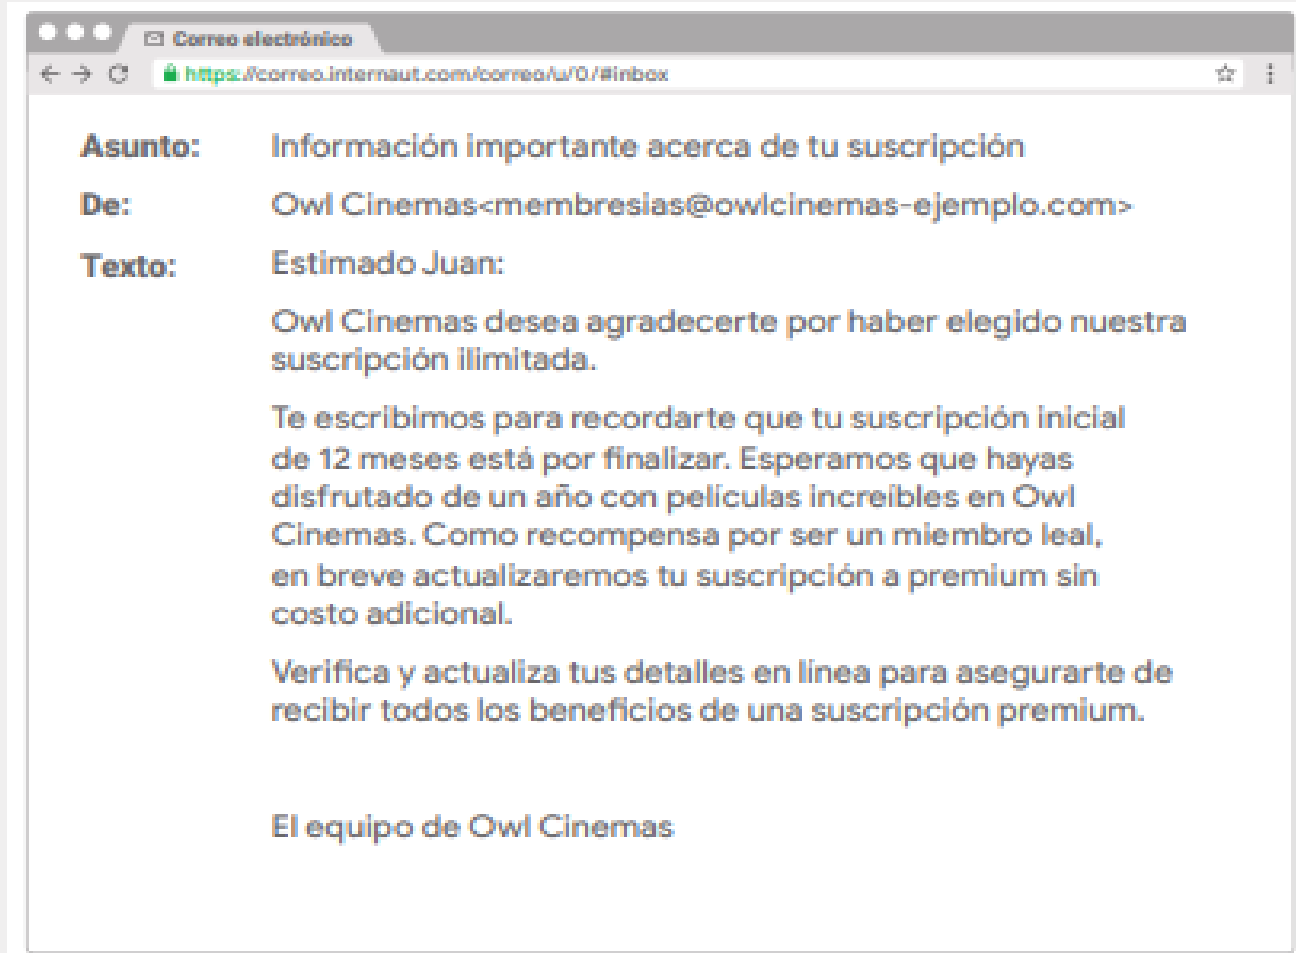 Correo electrónico
https://correo.internaut.com/correo/u/0/#inbox
Asunto: Información importante acerca de tu suscripción
De: Owl Cinemas<membresias@owlcinemas-ejemplo.com>
Texto: Estimado Juan:
Owl Cinemas desea agradecerte por haber elegido nuestra
suscripción ilimitada.
Te escribimos para recordarte que tu suscripción inicial
de 12 meses está por finalizar. Esperamos que hayas
disfrutado de un año con películas increíbles en Owl
Cinemas. Como recompensa por ser un miembro leal,
en breve actualizaremos tu suscripción a premium sin
costo adicional.
Verifica y actualiza tus detalles en línea para asegurarte de
recibir todos los beneficios de una suscripción premium.
El equipo de Owl Cinemas